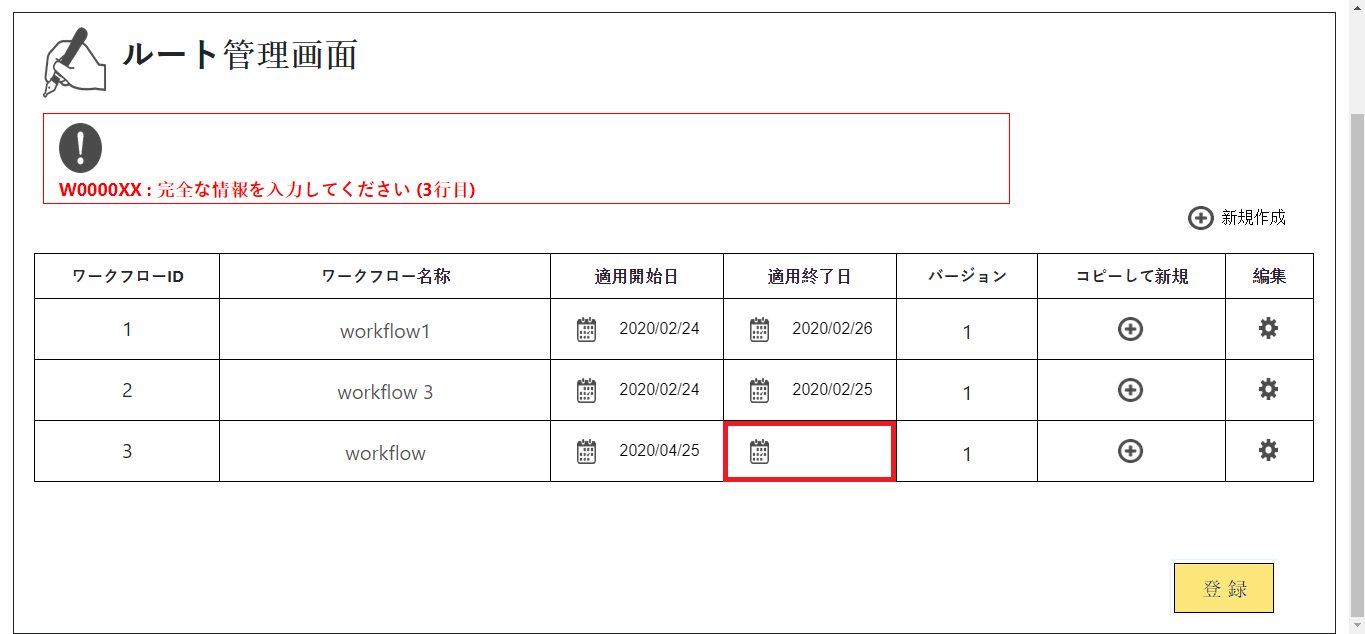 ルート管理画面
W0000XX : 完全な情報を入力してください (3行目)
新規作成
ワークフローID ワークフロー名称 適用開始日 適用終了日 バージョン コピーして新規 編集
1 workflow1 2020/02/24 2020/02/26 1
2 workflow 3 2020/02/24 2020/02/25 1
3 workflow 2020/04/25 1
登 録